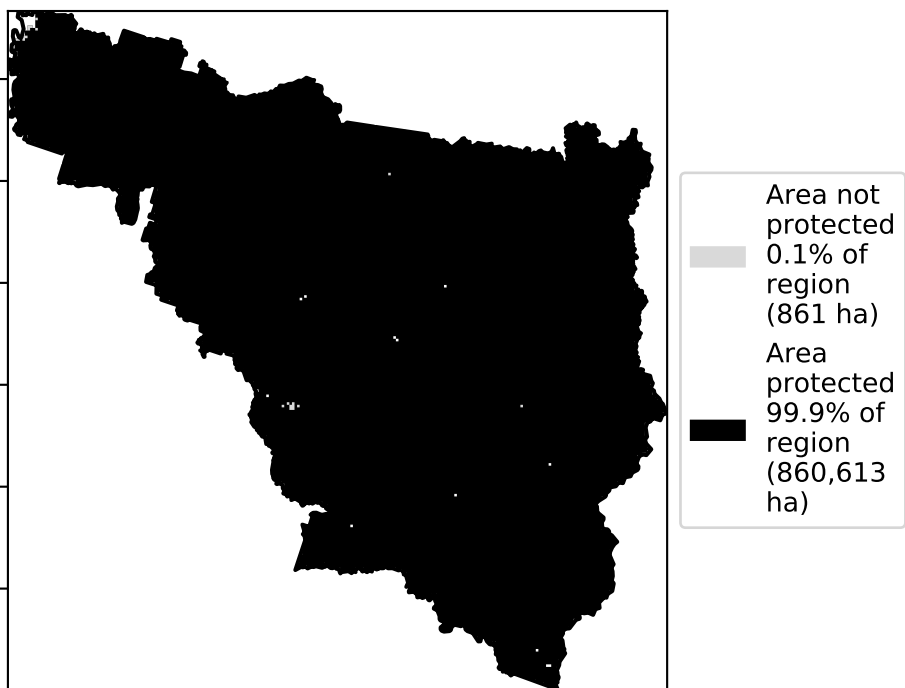 Area not
protected
0.1% of
region
(861 ha)
Area
protected
99.9% of
region
(860,613
ha)